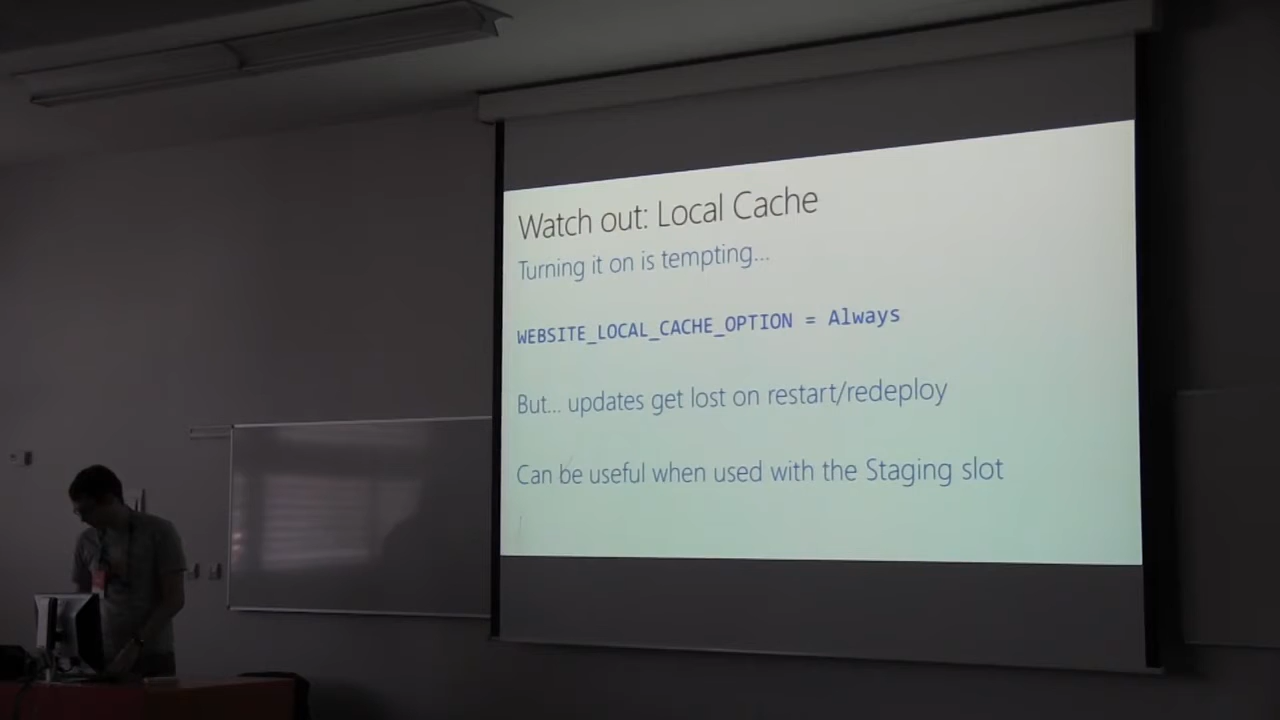 Watch out: Local Cache
Turning it on is tempting...
WEBSITE_LOCAL_CACHE_OPTION = Always
But... updates get lost on restart/redeploy
Can be useful when used with the Staging slot